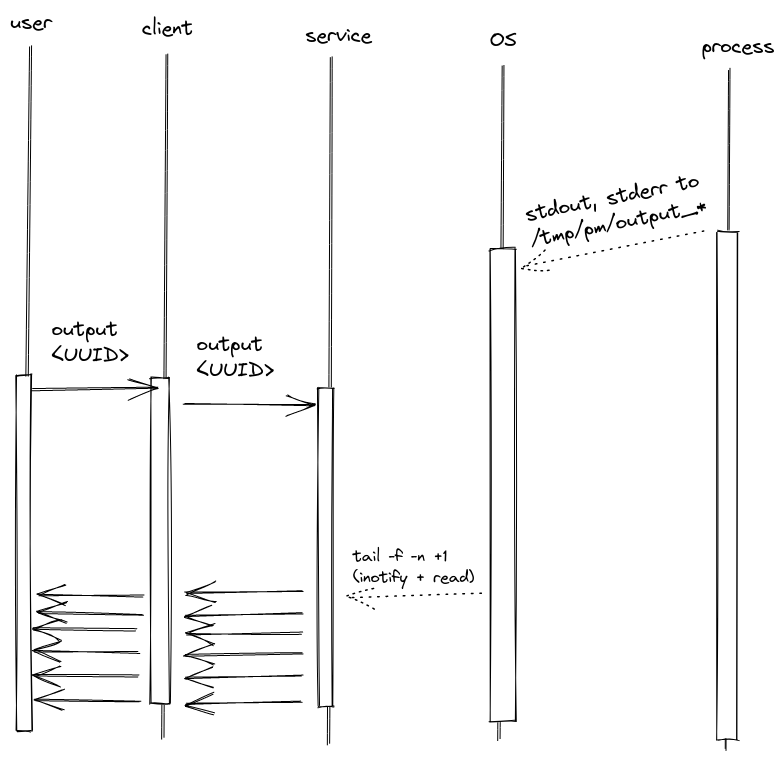 user
client
service
OS
process
stdout, stderr to
/tmp/pm/output_*
output
<UUID>
output
<UUID>
tail -f -n +1
(inotify + read)